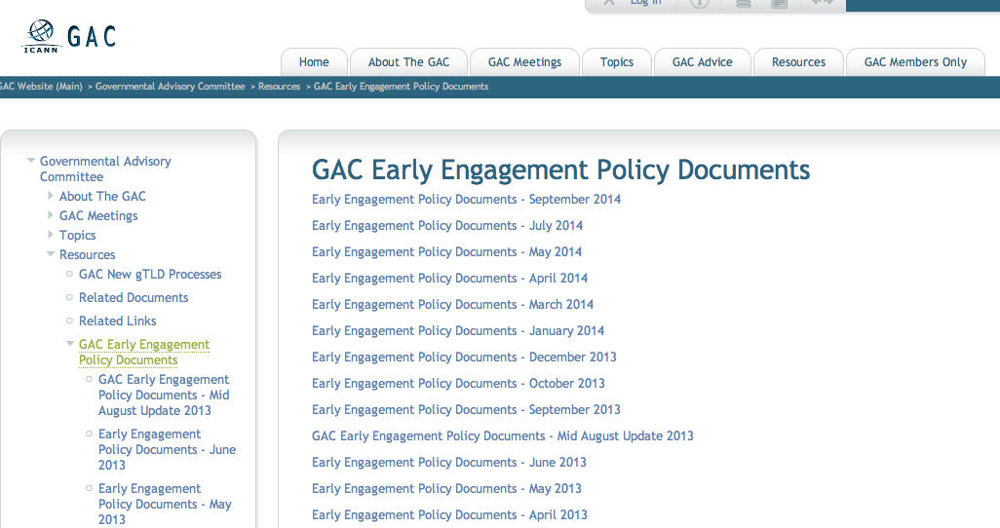 Log in
ICANN
GAC
Home
About The GAC
GAC Meetings
Topics
GAC Advice
Resources
GAC Members Only
GAC Website (Main) > Governmental Advisory Committee > Resources > GAC Early Engagement Policy Documents
Governmental Advisory
Committee
About The GAC
GAC Meetings
Topics
Resources
GAC New gTLD Processes
Related Documents
Related Links
GAC Early Engagement
Policy Documents
GAC Early Engagement
Policy Documents - Mid
August Update 2013
Early Engagement
Policy Documents - June
2013
Early Engagement
Policy Documents - May
2013
GAC Early Engagement Policy Documents
Early Engagement Policy Documents - September 2014
Early Engagement Policy Documents - July 2014
Early Engagement Policy Documents - May 2014
Early Engagement Policy Documents - April 2014
Early Engagement Policy Documents - March 2014
Early Engagement Policy Documents - January 2014
Early Engagement Policy Documents - December 2013
Early Engagement Policy Documents - October 2013
Early Engagement Policy Documents - September 2013
GAC Early Engagement Policy Documents - Mid August Update 2013
Early Engagement Policy Documents - June 2013
Early Engagement Policy Documents - May 2013
Early Engagement Policy Documents - April 2013